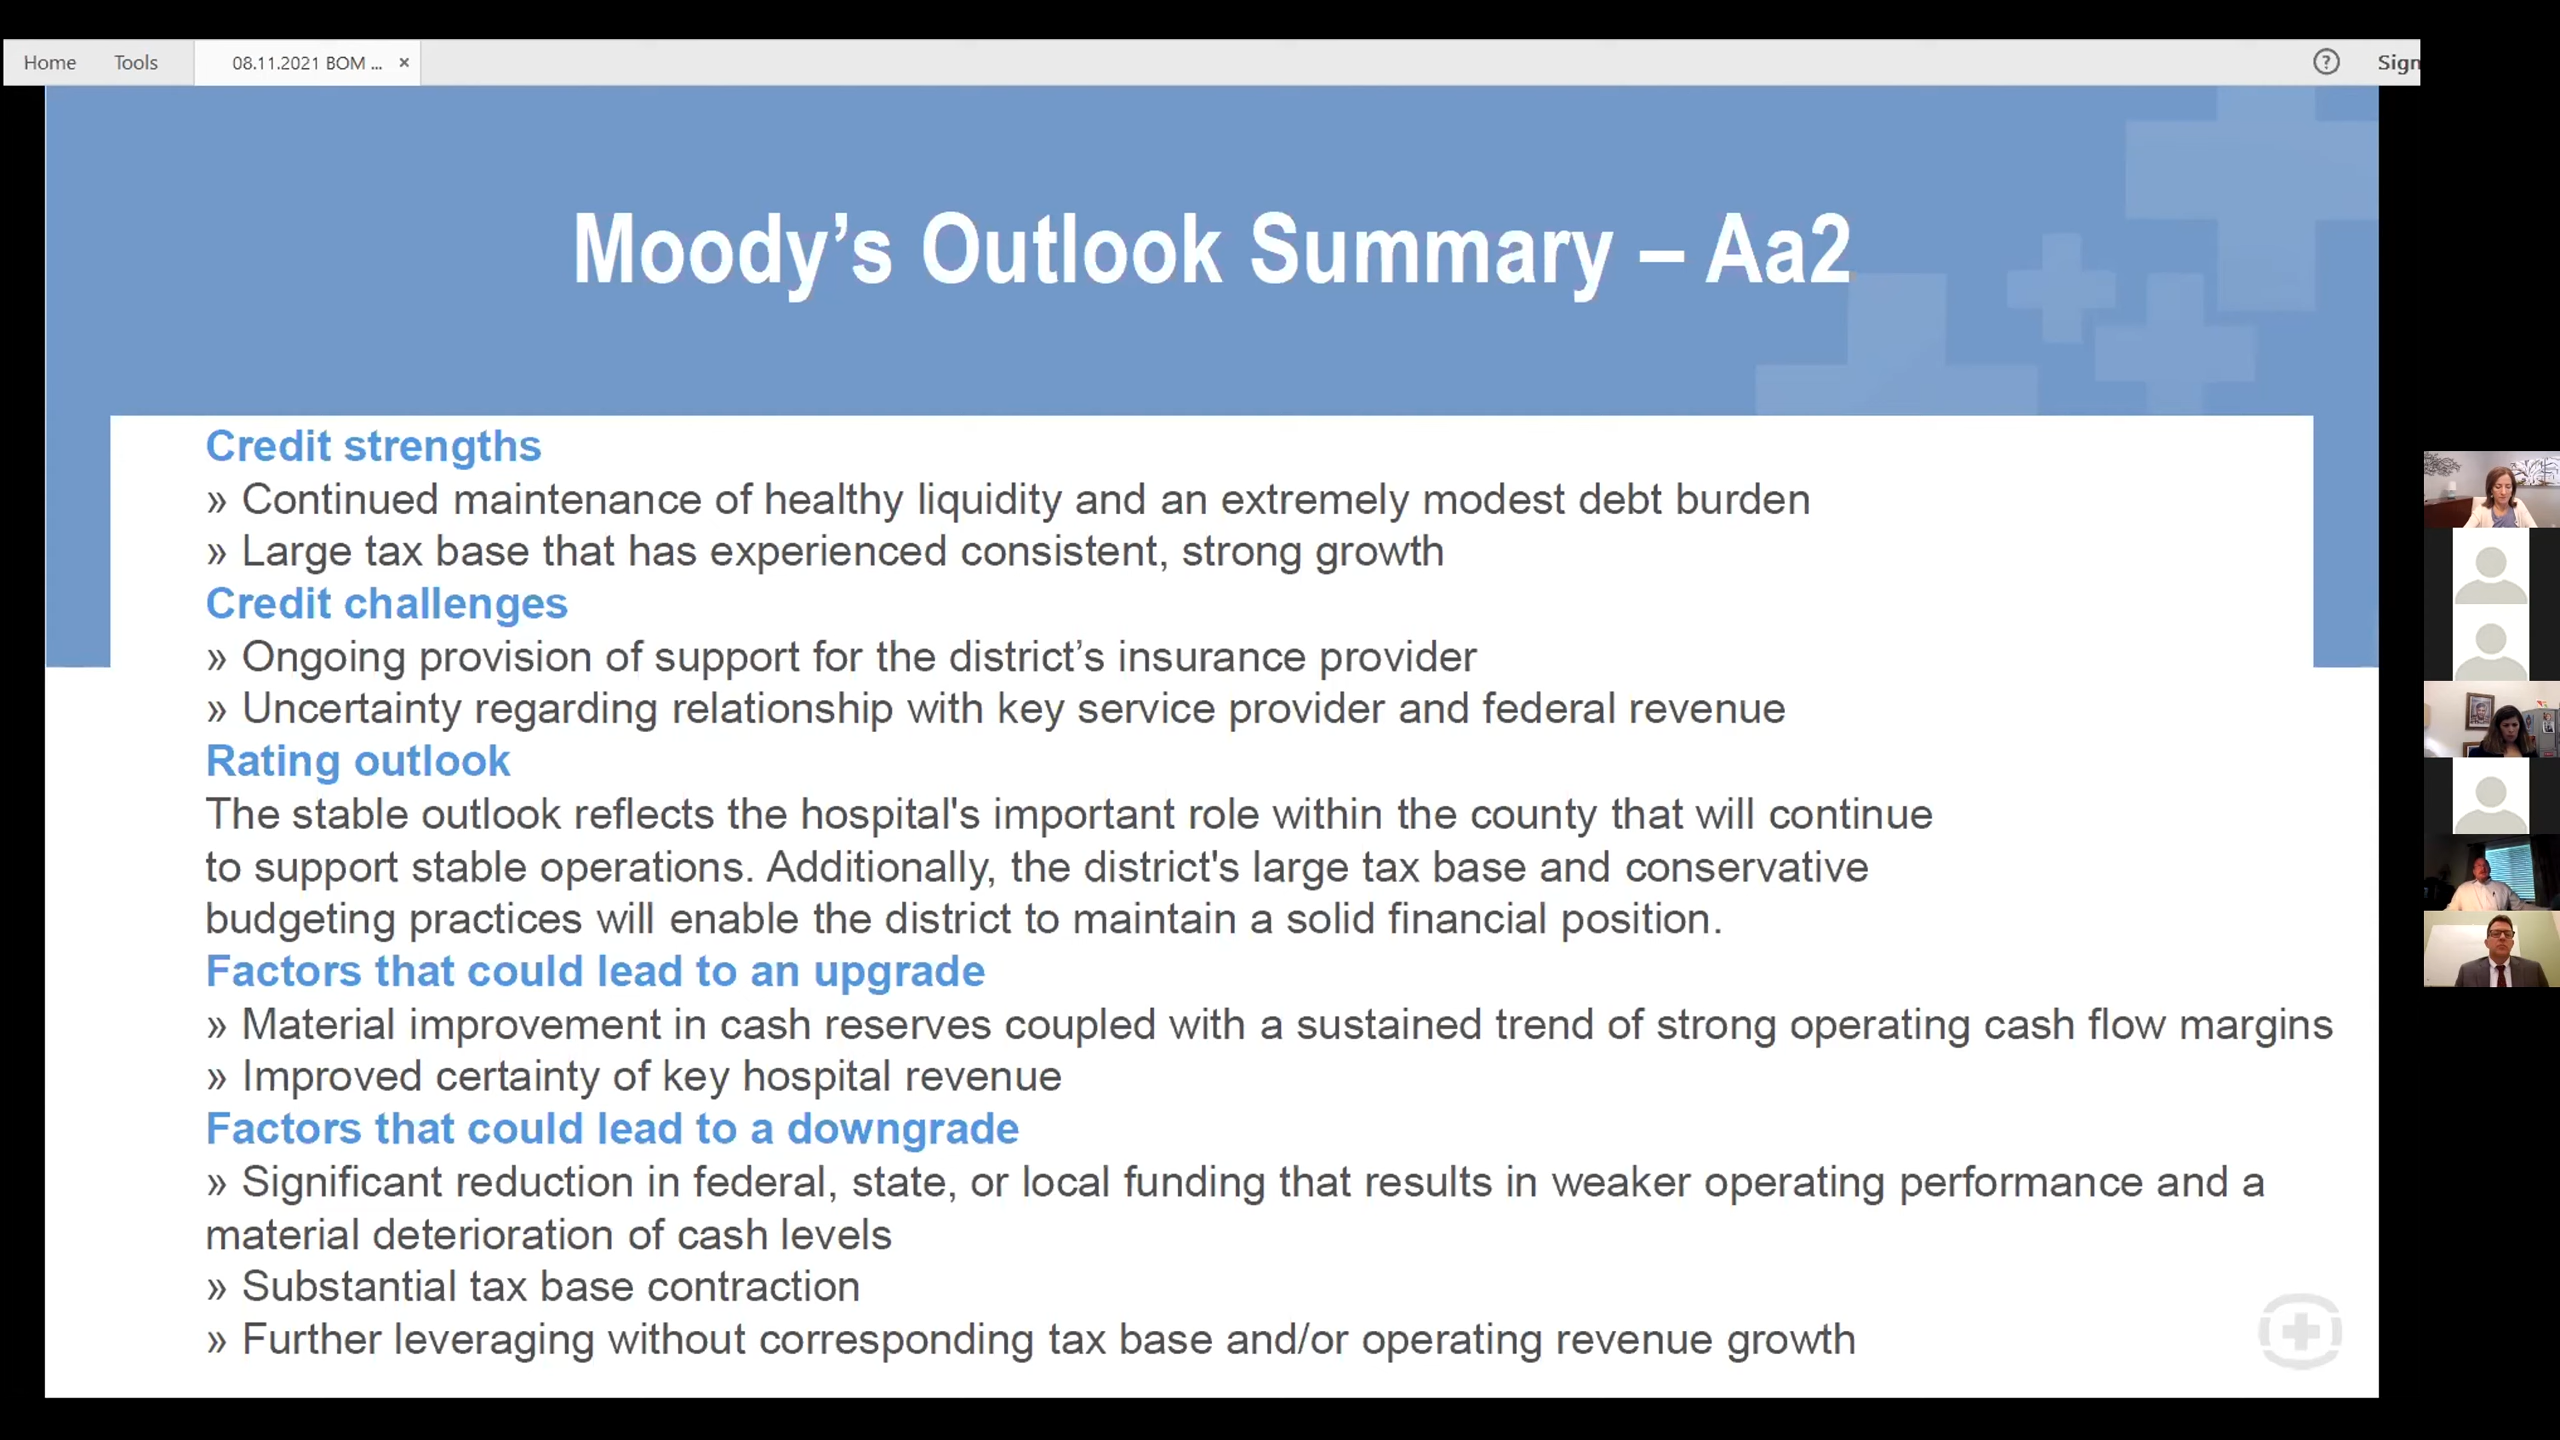 Home Tools 08.11.2021 BOM ... × ? Sign
Moody’s Outlook Summary – Aa2
Credit strengths
» Continued maintenance of healthy liquidity and an extremely modest debt burden
» Large tax base that has experienced consistent, strong growth
Credit challenges
» Ongoing provision of support for the district’s insurance provider
» Uncertainty regarding relationship with key service provider and federal revenue
Rating outlook
The stable outlook reflects the hospital's important role within the county that will continue
to support stable operations. Additionally, the district's large tax base and conservative
budgeting practices will enable the district to maintain a solid financial position.
Factors that could lead to an upgrade
» Material improvement in cash reserves coupled with a sustained trend of strong operating cash flow margins
» Improved certainty of key hospital revenue
Factors that could lead to a downgrade
» Significant reduction in federal, state, or local funding that results in weaker operating performance and a
material deterioration of cash levels
» Substantial tax base contraction
» Further leveraging without corresponding tax base and/or operating revenue growth